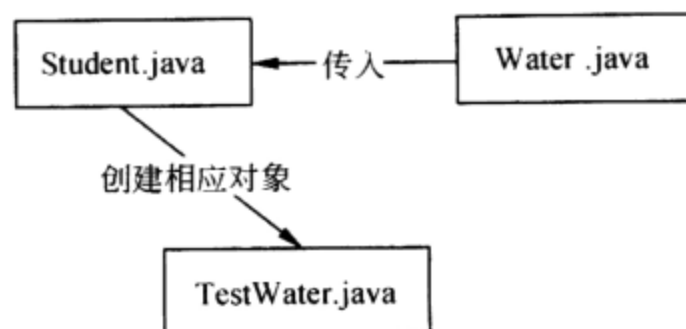 Student.java
传入
Water .java
创建相应对象
TestWater.java